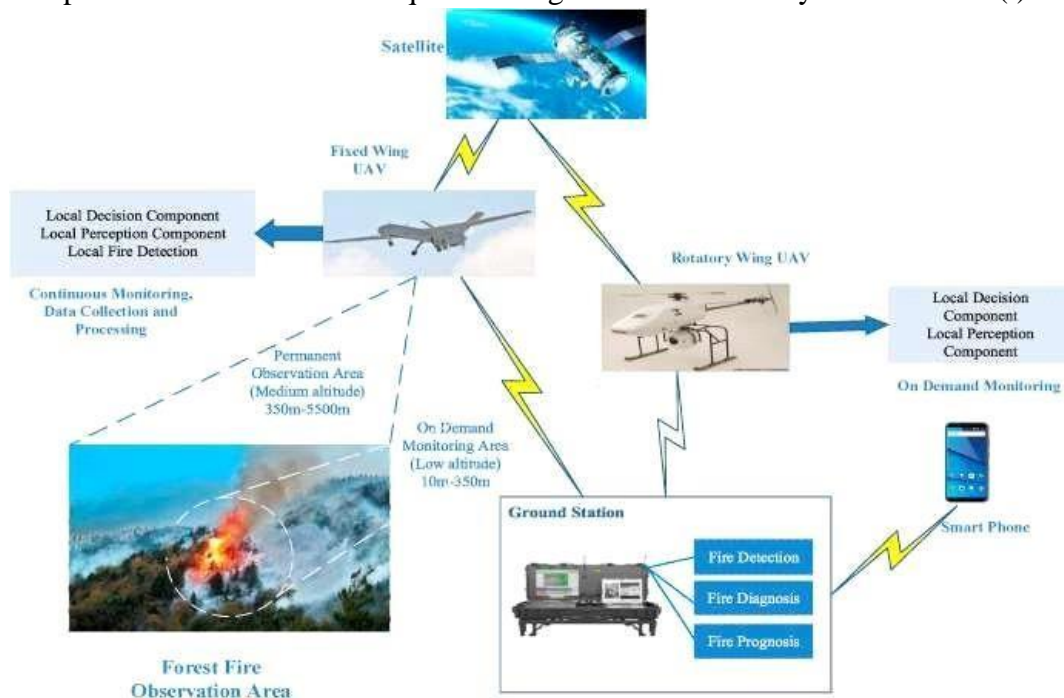 Satellite
Fixed Wing
UAV
Local Decision Component
Local Perception Component
Local Fire Detection
Continuous Monitoring,
Data Collection and
Processing
Rotatory Wing UAV
Local Decision
Component
Local Perception
Component
On Demand Monitoring
Permanent
Observation Area
(Medium altitude)
350m-5500m
On Demand
Monitoring Area
(Low altitude)
10m-350m
Ground Station
Fire Detection
Fire Diagnosis
Fire Prognosis
Smart Phone
Forest Fire
Observation Area